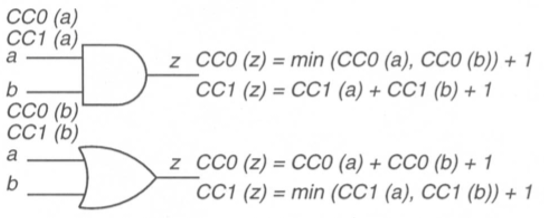 CC0 (a)
CC1 (a)
a
z CC0 (z) = min (CC0 (a), CC0 (b)) + 1
b
CC1 (z) = CC1 (a) + CC1 (b) + 1
CC0 (b)
CC1 (b)
a
z CC0 (z) = CC0 (a) + CC0 (b) + 1
b
CC1 (z) = min (CC1 (a), CC1 (b)) + 1